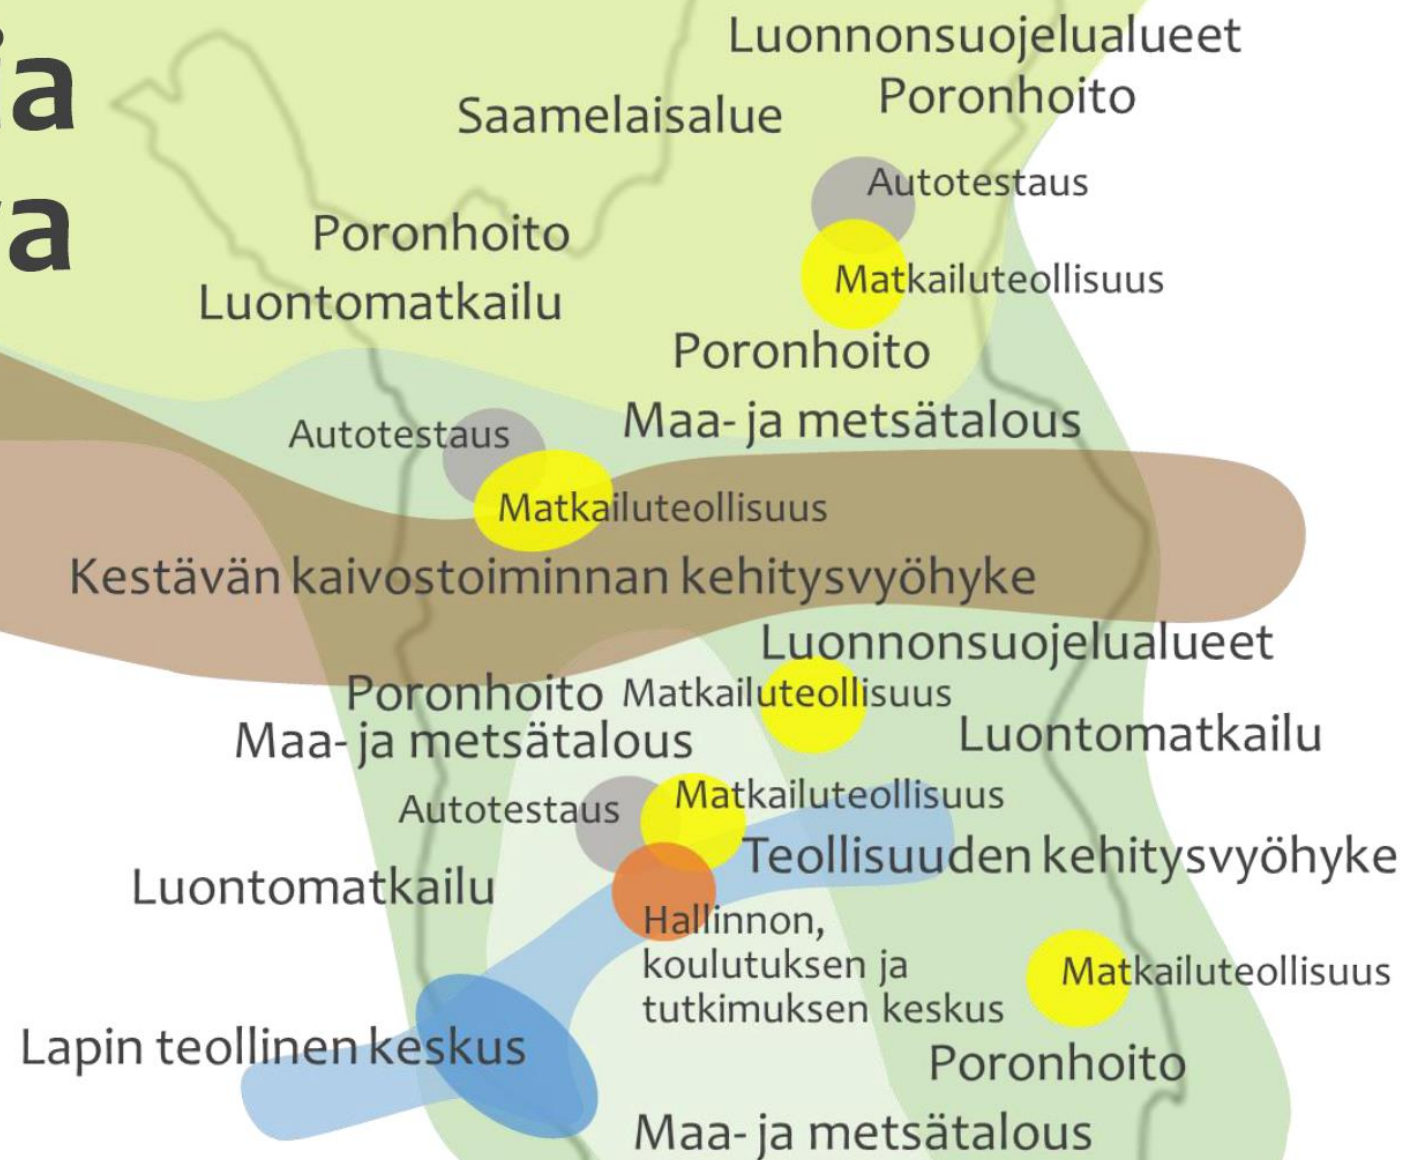 ia
va
Luonnonsuojelualueet
Poronhoito
Saamelaisalue
Autotestaus
Poronhoito
Matkailuteollisuus
Luontomatkailu
Poronhoito
Maa- ja metsätalous
Autotestaus
Matkailuteollisuus
Kestävän kaivostoiminnan kehitysvyöhyke
Luonnonsuojelualueet
Poronhoito
Matkailuteollisuus
Maa- ja metsätalous
Luontomatkailu
Matkailuteollisuus
Autotestaus
Teollisuuden kehitysvyöhyke
Luontomatkailu
Hallinnon,
koulutuksen ja
tutkimuksen keskus
Matkailuteollisuus
Lapin teollinen keskus
Poronhoito
Maa- ja metsätalous